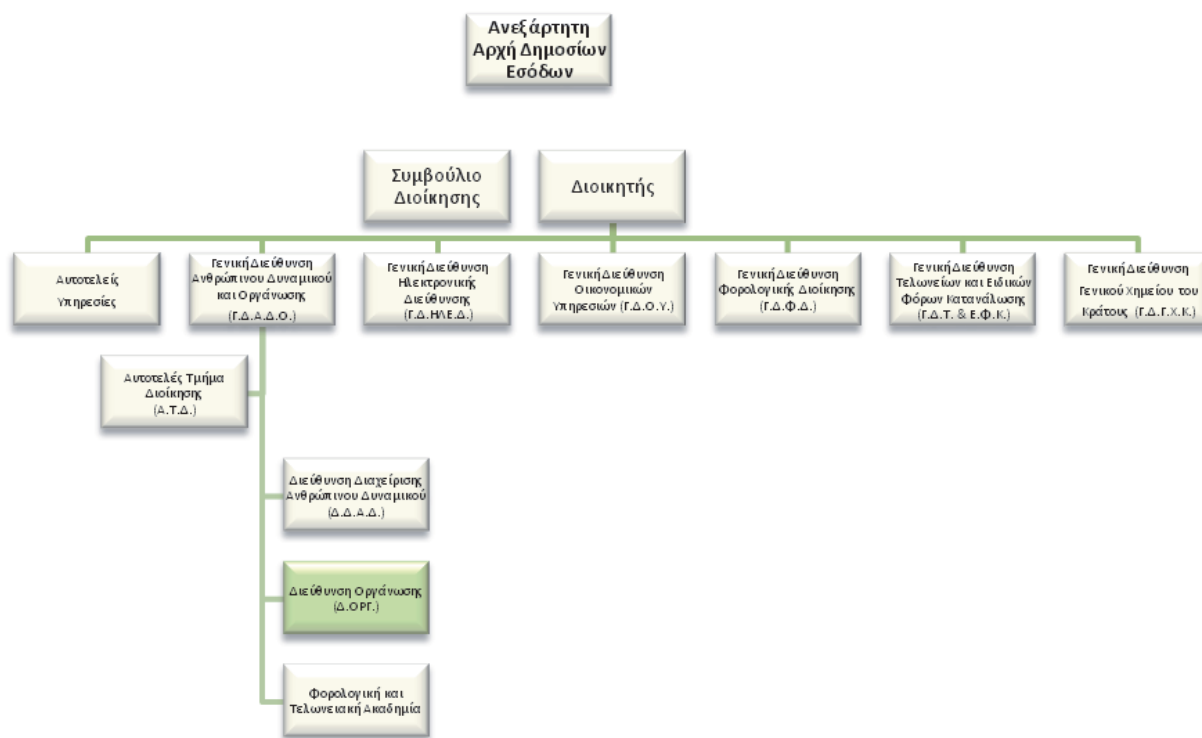 Ανεξάρτητη
Αρχή Δημοσίων
Εσόδων
Συμβούλιο
Διοίκησης
Διοικητής
Αυτοτελείς
Υπηρεσίες
Γενική Διεύθυνση
Ανθρώπινου Δυναμικού
και Οργάνωσης
(Γ.Δ.Α.Δ.Ο.)
Γενική Διεύθυνση
Ηλεκτρονικής
Διεύθυνσης
(Γ.Δ.ΗΛΕ.Δ.)
Γενική Διεύθυνση
Οικονομικών
Υπηρεσιών (Γ.Δ.Ο.Υ.)
Γενική Διεύθυνση
Φορολογικής Διοίκησης
(Γ.Δ.Φ.Δ.)
Γενική Διεύθυνση
Τελωνείων και Ειδικών
Φόρων Κατανάλωσης
(Γ.Δ.Τ. & Ε.Φ.Κ.)
Γενική Διεύθυνση
Γενικού Χημείου του
Κράτους (Γ.Δ.Γ.Χ.Κ.)
Αυτοτελές Τμήμα
Διοίκησης
(Α.Τ.Δ.)
Διεύθυνση Διαχείρισης
Ανθρώπινου Δυναμικού
(Δ.Δ.Α.Δ.)
Διεύθυνση Οργάνωσης
(Δ.ΟΡΓ.)
Φορολογική και
Τελωνειακή Ακαδημία